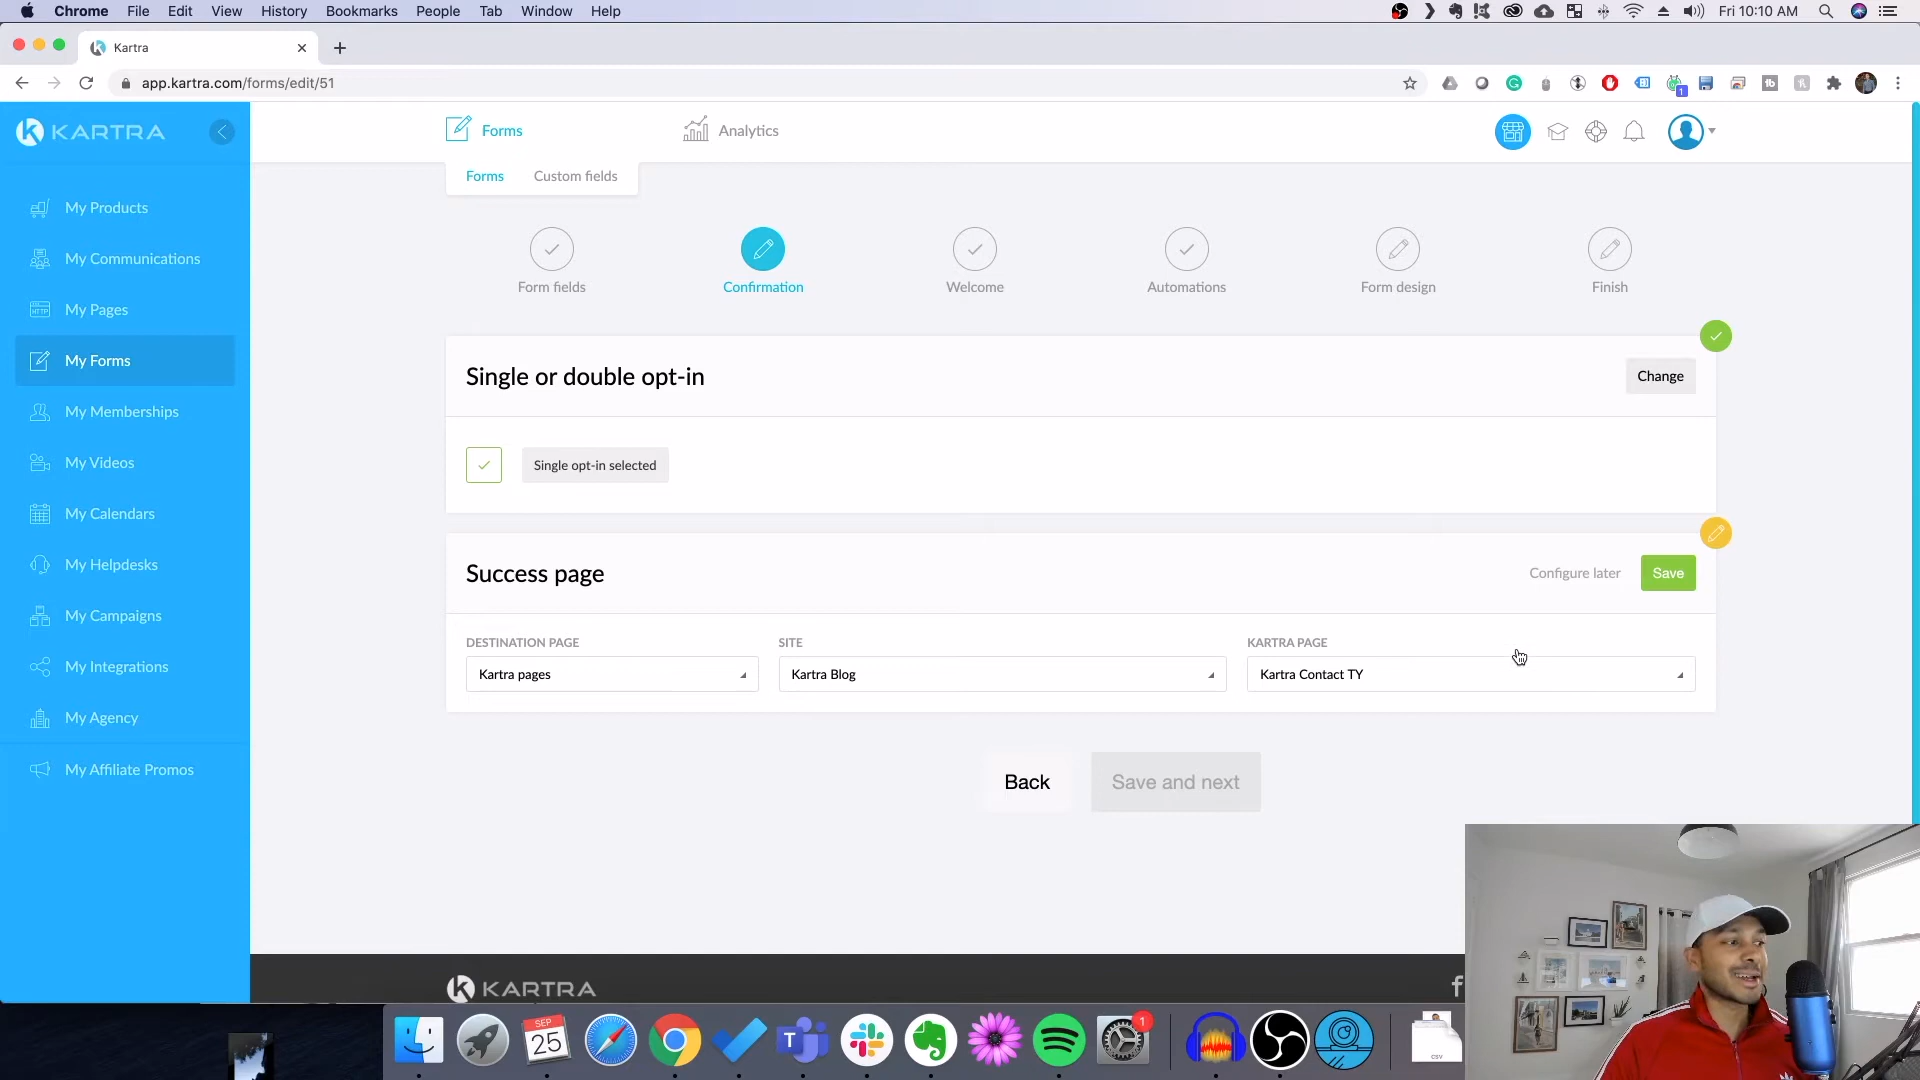 Chrome File Edit View History Bookmarks People Tab Window Help
Fri 10:10 AM
Kartra
app.kartra.com/forms/edit/51
1
KARTRA
Forms
Analytics
Forms
Custom fields
My Products
My Communications
My Pages
My Forms
My Memberships
My Videos
My Calendars
My Helpdesks
My Campaigns
My Integrations
My Agency
My Affiliate Promos
Form fields
Confirmation
Welcome
Automations
Form design
Finish
Single or double opt-in
Change
Single opt-in selected
Success page
Configure later
Save
DESTINATION PAGE
SITE
KARTRA PAGE
Kartra pages
Kartra Blog
Kartra Contact TY
Back
Save and next
KARTRA
f
SEP
25
T
1
CSV